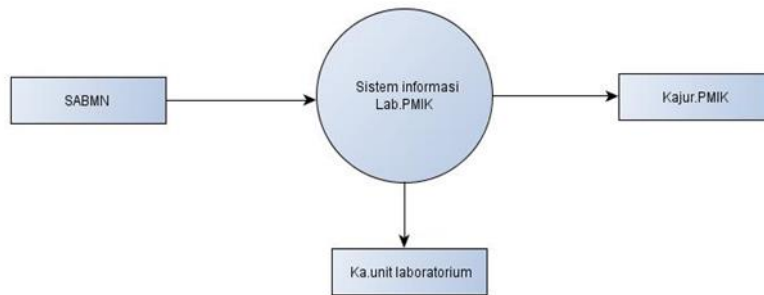 SABMN
Sistem informasi
Lab.PMIK
Kajur.PMIK
Ka.unit laboratorium